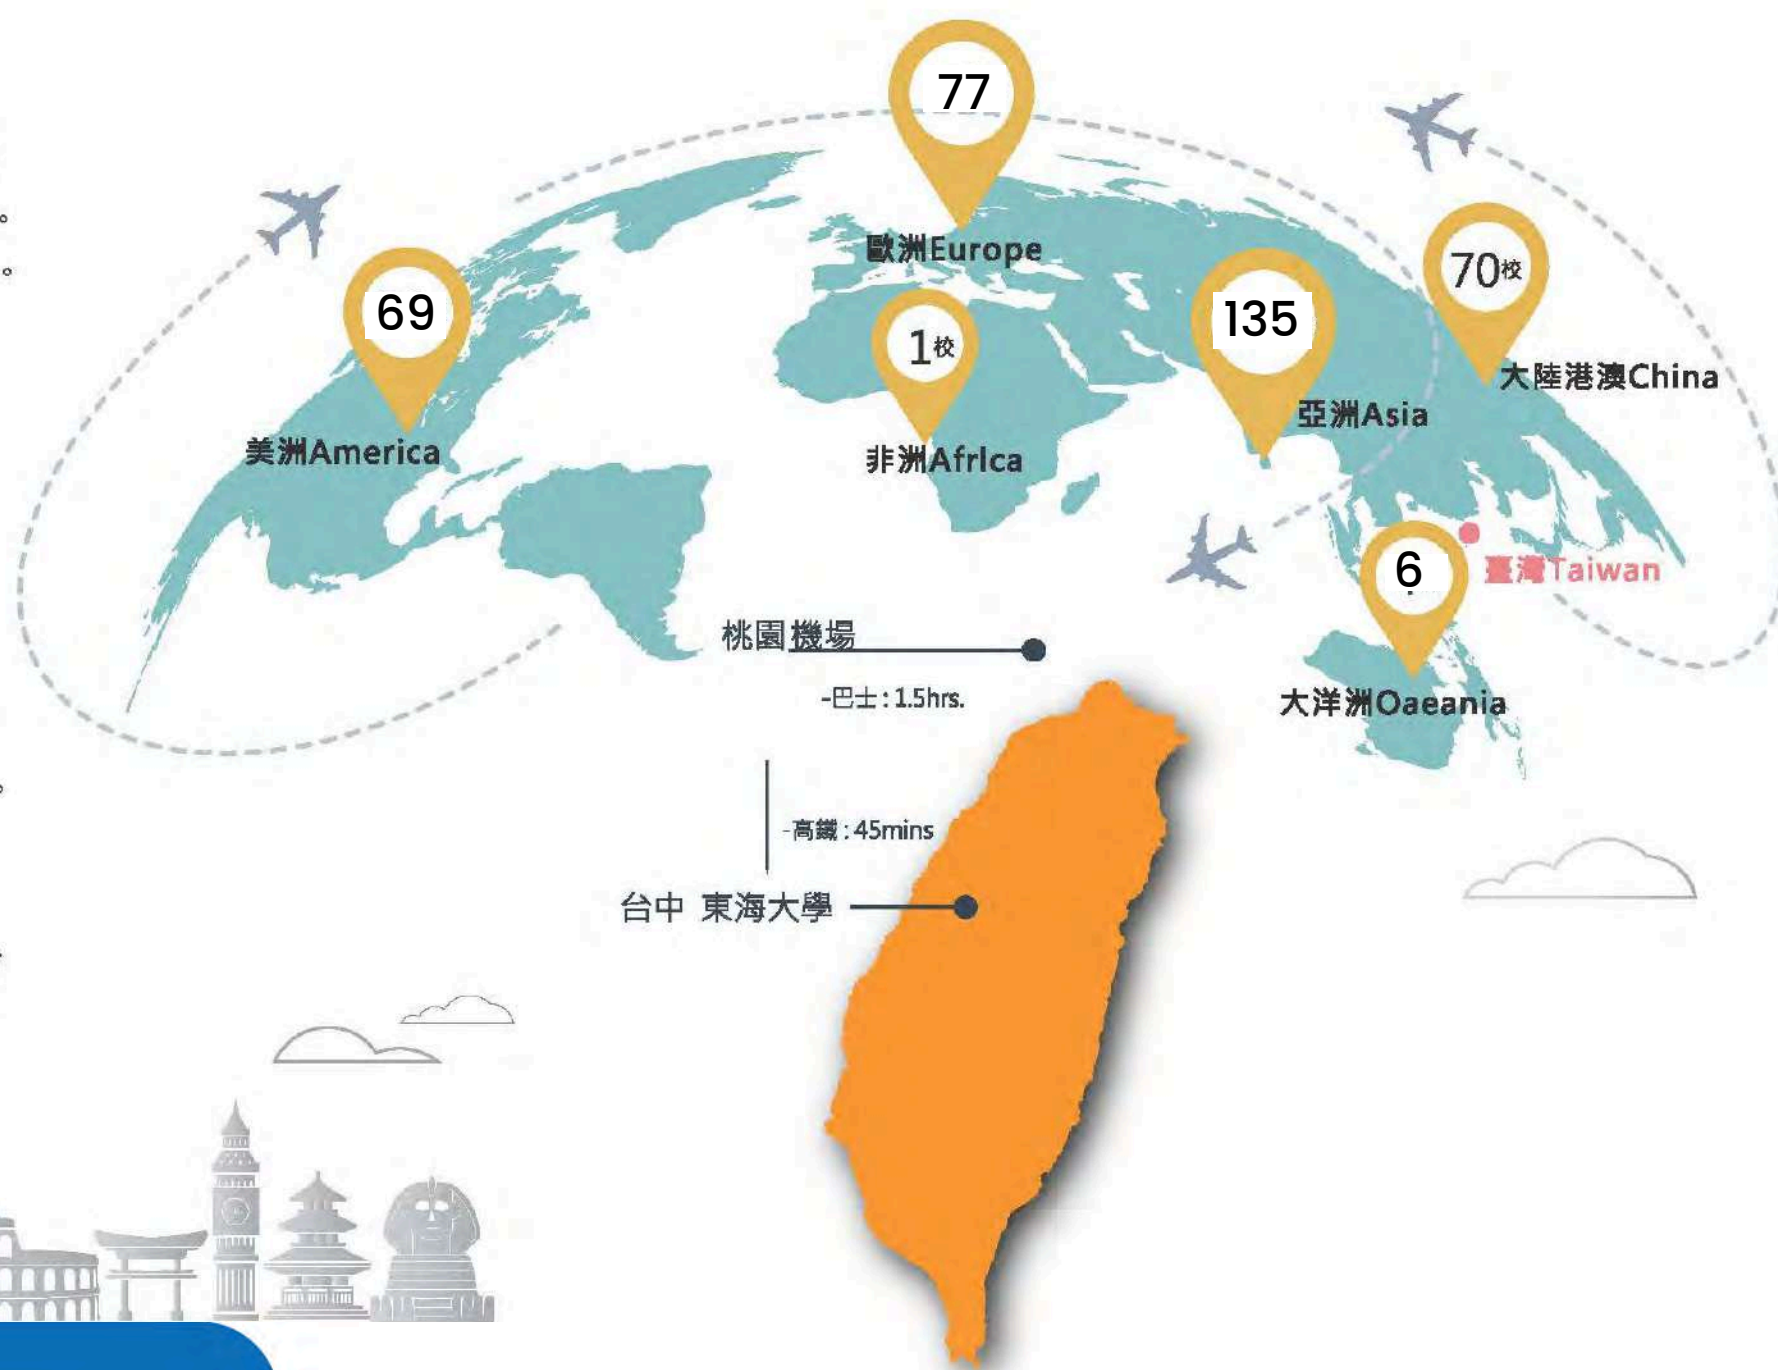 77
69
歐洲Europe
70校
1校
135
大陸港澳China
亞洲Asia
美洲America
非洲Africa
6
臺灣Taiwan
桃園機場
-巴士：1.5hrs.
大洋洲Oaeania
-高鐵：45mins
台中 東海大學